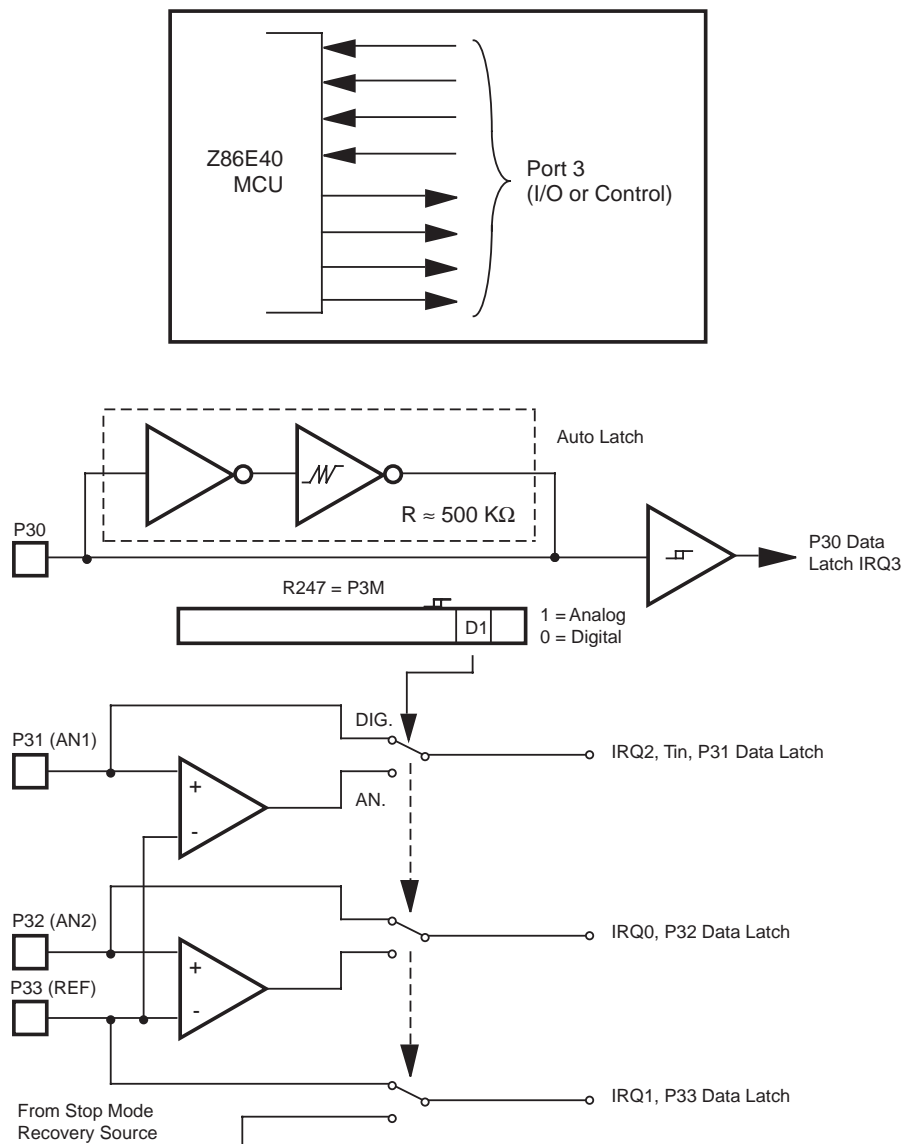 Z86E40
MCU
Port 3
(I/O or Control)
Auto Latch
R ≈ 500 KΩ
P30
P30 Data
Latch IRQ3
R247 = P3M
D1
1 = Analog
0 = Digital
DIG.
P31 (AN1)
IRQ2, Tin, P31 Data Latch
+
AN.
-
P32 (AN2)
IRQ0, P32 Data Latch
+
P33 (REF)
-
IRQ1, P33 Data Latch
From Stop Mode
Recovery Source